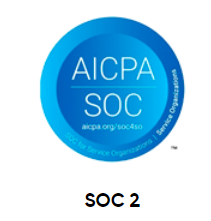 AICPA
SOC
aicpa.org/soc4so
SOC for Service Organizations | Service Organizations
™
SOC 2